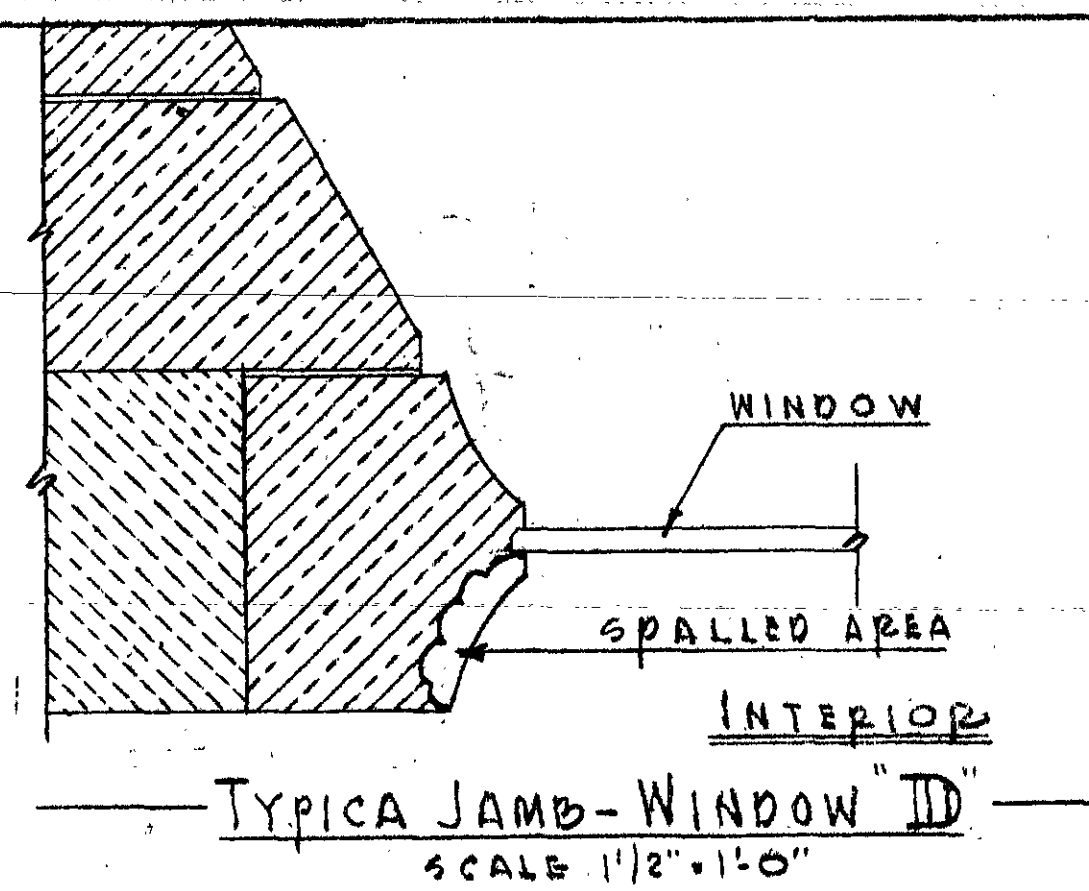 WINDOW
SPALLED AREA
INTERIOR
TYPICA JAMB-WINDOW "D"
SCALE 1 1/2" = 1'-0"